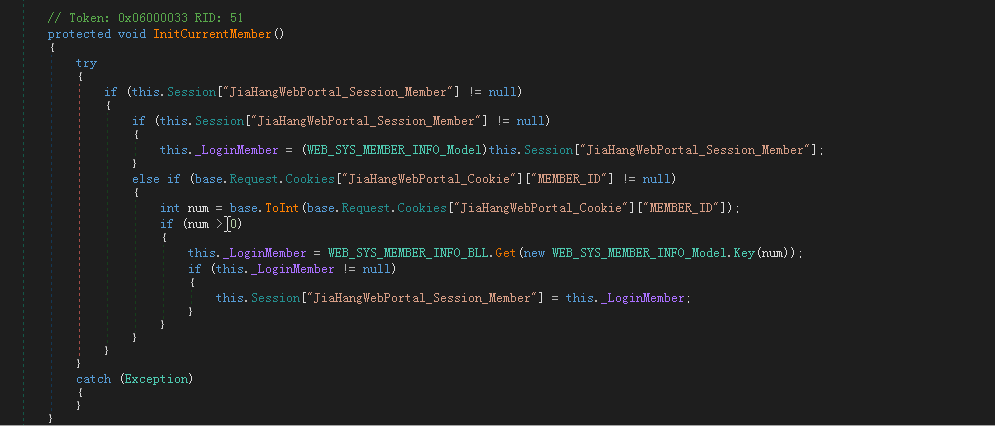 // Token: 0x06000033 RID: 51
protected void InitCurrentMember()
{
try
{
if (this.Session["JiaHangWebPortal_Session_Member"] != null)
{
if (this.Session["JiaHangWebPortal_Session_Member"] != null)
{
this._LoginMember = (WEB_SYS_MEMBER_INFO_Model)this.Session["JiaHangWebPortal_Session_Member"];
}
else if (base.Request.Cookies["JiaHangWebPortal_Cookie"]["MEMBER_ID"] != null)
{
int num = base.ToInt(base.Request.Cookies["JiaHangWebPortal_Cookie"]["MEMBER_ID"]);
if (num > 0)
{
this._LoginMember = WEB_SYS_MEMBER_INFO_BLL.Get(new WEB_SYS_MEMBER_INFO_Model.Key(num));
if (this._LoginMember != null)
{
this.Session["JiaHangWebPortal_Session_Member"] = this._LoginMember;
}
}
}
}
}
catch (Exception)
{
}
}